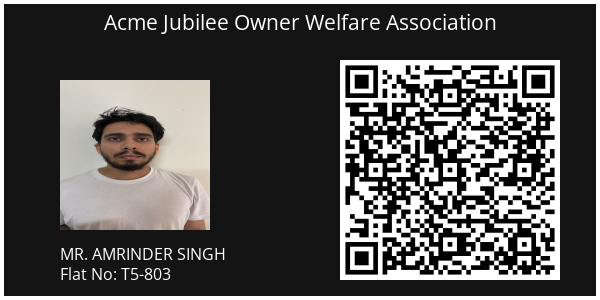 Acme Jubilee Owner Welfare Association
MR. AMRINDER SINGH
Flat No: T5-803